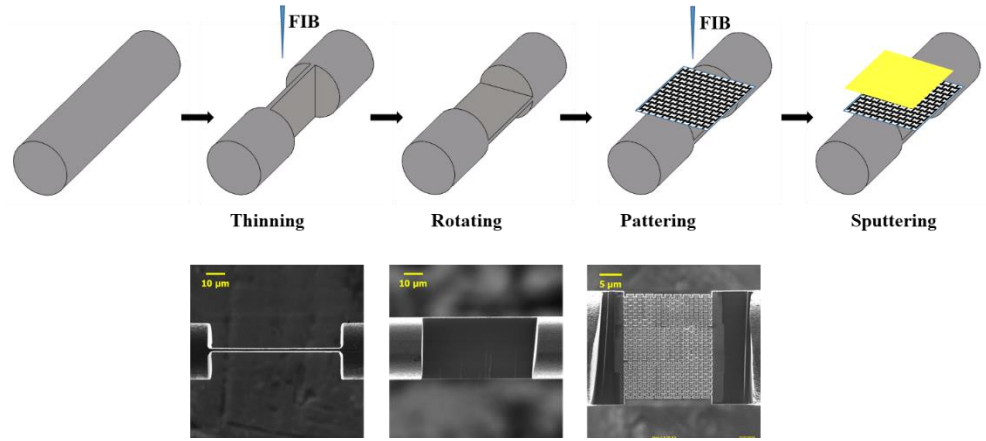 FIB
FIB
Thinning
Rotating
Pattering
Sputtering
10 µm
10 µm
5 µm